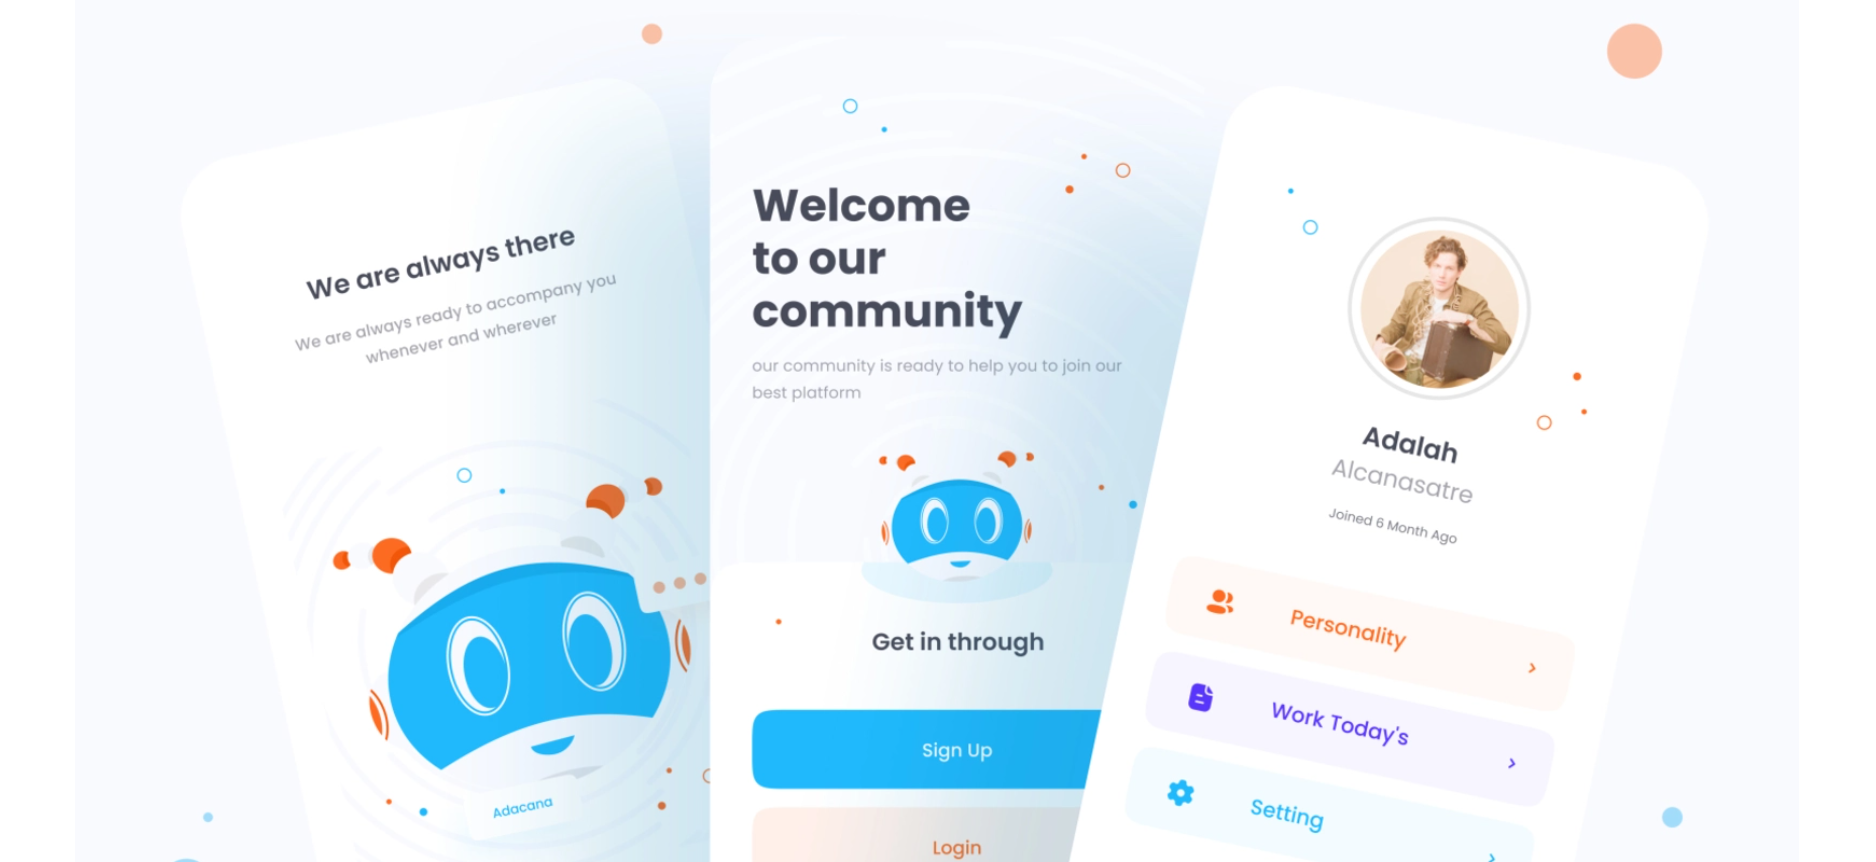 We are always there
We are always ready to accompany you
whenever and wherever
Adacana
Welcome
to our
community
our community is ready to help you to join our
best platform
Get in through
Sign Up
Login
Adalah
Alcanasatre
Joined 6 Month Ago
Personality
Work Today's
Setting